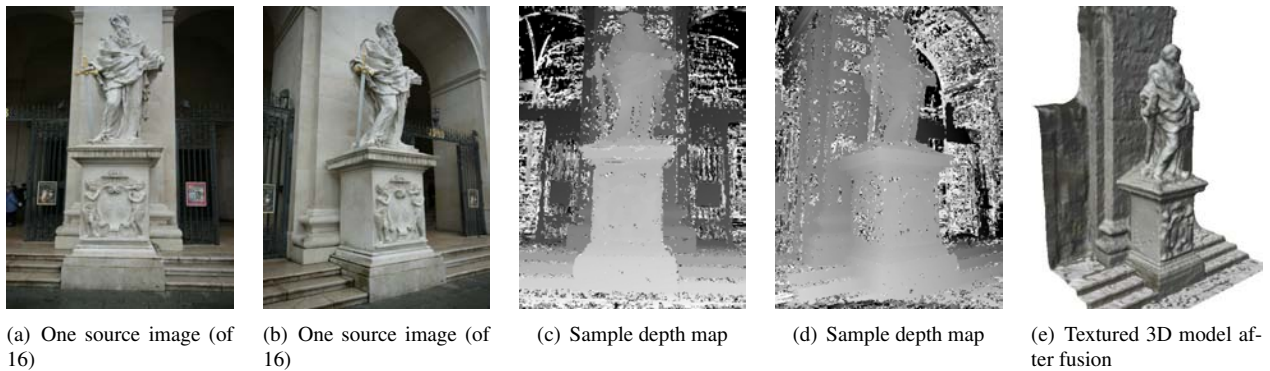 (a) One source image (of
16)
(b) One source image (of
16)
(c) Sample depth map
(d) Sample depth map
(e) Textured 3D model af-
ter fusion